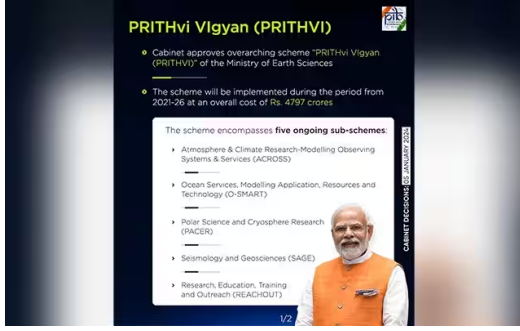 pib
PRITHvi VIgyan (PRITHVI)
Cabinet approves overarching scheme "PRITHvi VIgyan
(PRITHVI)" of the Ministry of Earth Sciences
The scheme will be implemented during the period from
2021-26 at an overall cost of Rs. 4797 crores
The scheme encompasses five ongoing sub-schemes:
Atmosphere & Climate Research-Modelling Observing
Systems & Services (ACROSS)
Ocean Services, Modelling Application, Resources and
Technology (O-SMART)
Polar Science and Cryosphere Research
(PACER)
Seismology and Geosciences (SAGE)
Research, Education, Training
and Outreach (REACHOUT)
CABINET DECISIONS: 05 JANUARY 2024
1/2